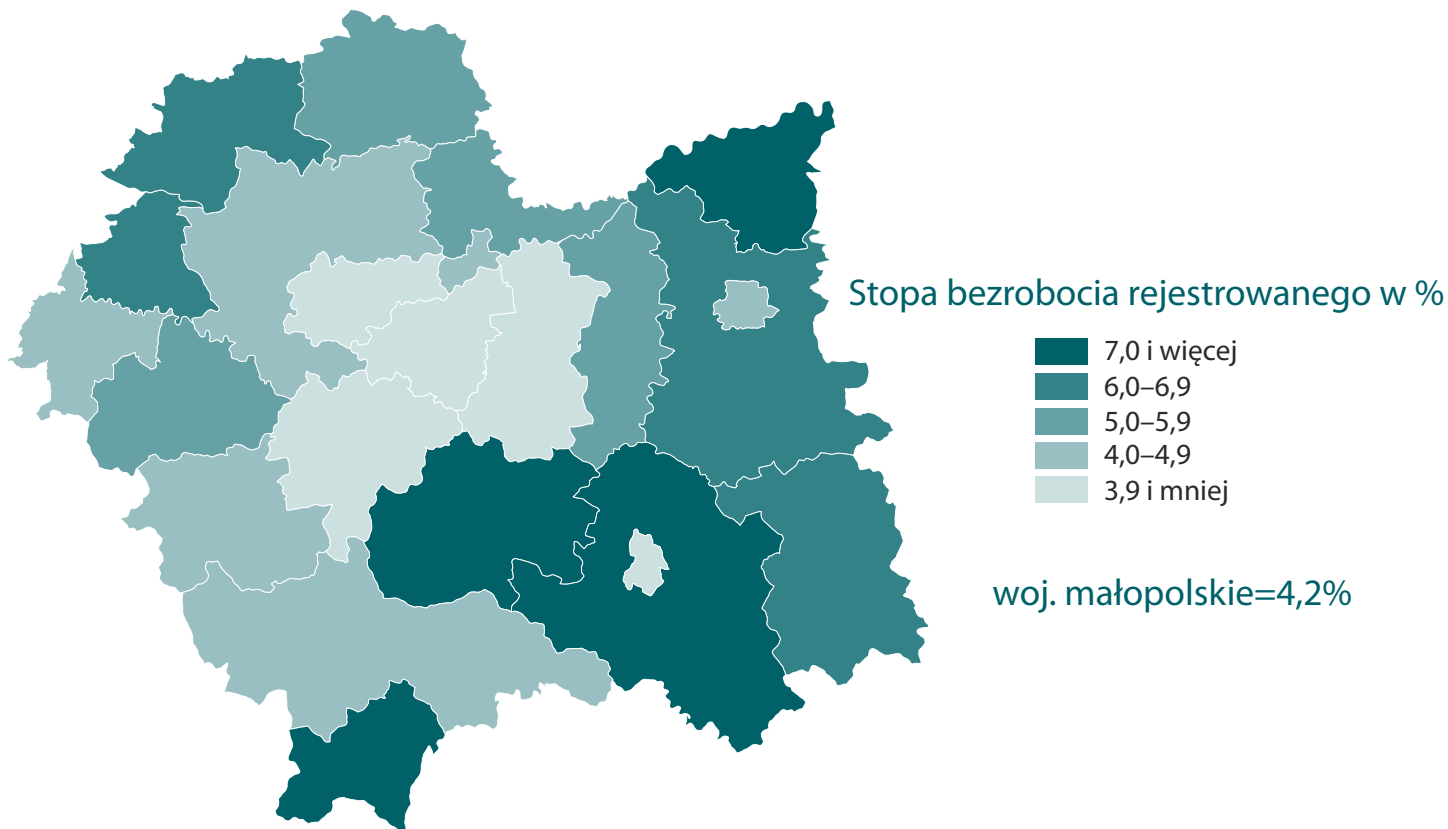 Stopa bezrobocia rejestrowanego w %
7,0 i więcej
6,0–6,9
5,0–5,9
4,0–4,9
3,9 i mniej
woj. małopolskie=4,2%